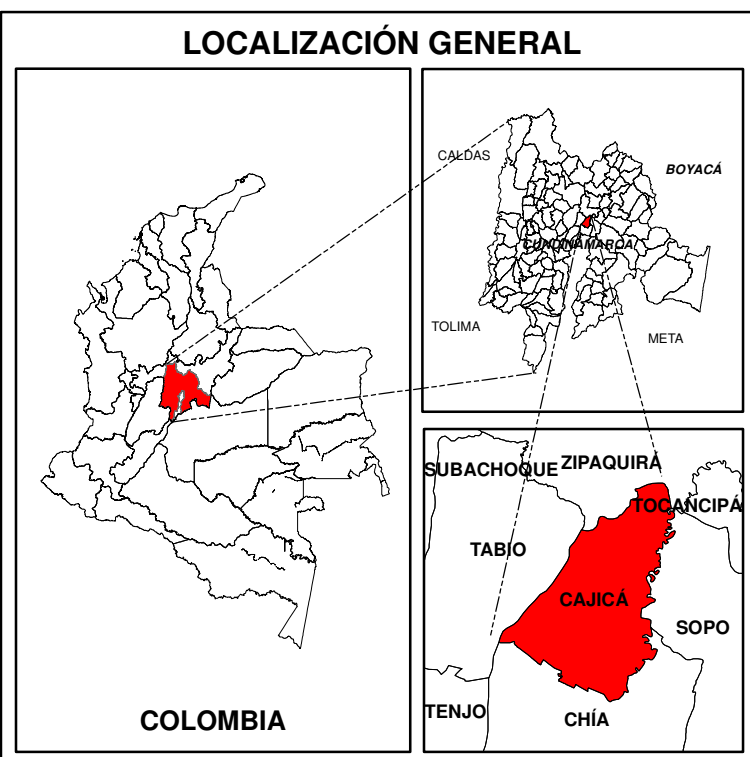 LOCALIZACIÓN GENERAL
COLOMBIA
CALDAS
BOYACÁ
CUNDINAMARCA
TOLIMA
META
SUBACHOQUE
ZIPAQUIRÁ
TOCANCIPÁ
TABIO
CAJICÁ
SOPO
TENJO
CHÍA